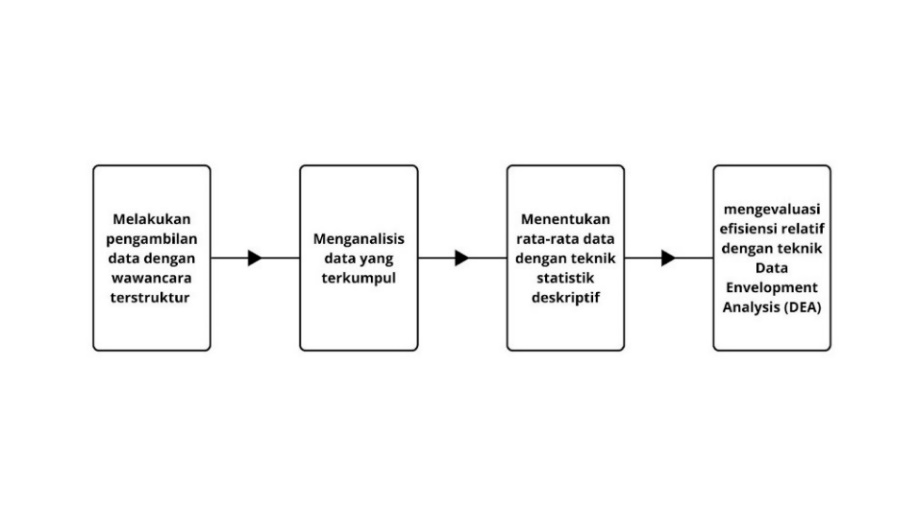 Melakukan
pengambilan
data dengan
wawancara
terstruktur
Menganalisis
data yang
terkumpul
Menentukan
rata-rata data
dengan teknik
statistik
deskriptif
mengevaluasi
efisiensi relatif
dengan teknik
Data
Envelopment
Analysis (DEA)